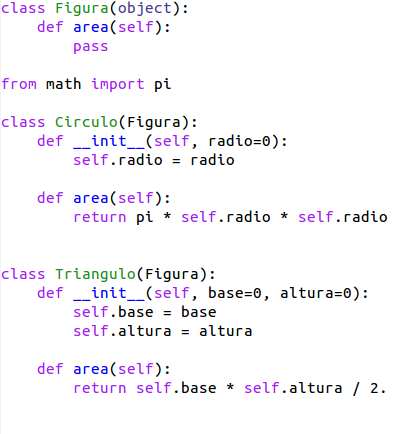 class Figura(object):
    def area(self):
        pass

from math import pi

class Circulo(Figura):
    def __init__(self, radio=0):
        self.radio = radio

    def area(self):
        return pi * self.radio * self.radio


class Triangulo(Figura):
    def __init__(self, base=0, altura=0):
        self.base = base
        self.altura = altura

    def area(self):
        return self.base * self.altura / 2.